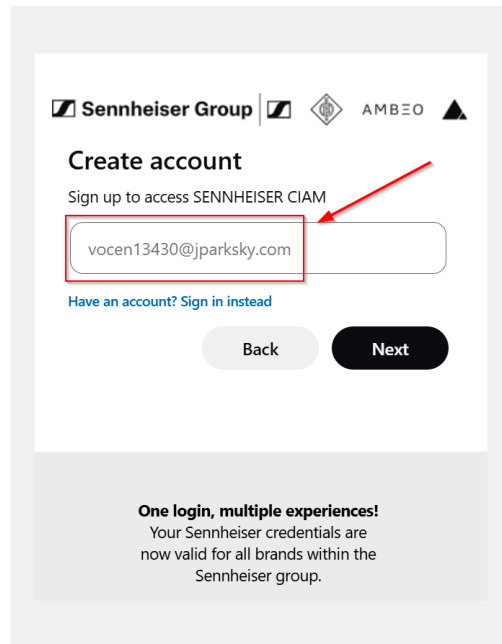 Sennheiser Group
AMBEO
Create account
Sign up to access SENNHEISER CIAM
vocen13430@jparksky.com
Have an account? Sign in instead
Back
Next
One login, multiple experiences!
Your Sennheiser credentials are
now valid for all brands within the
Sennheiser group.